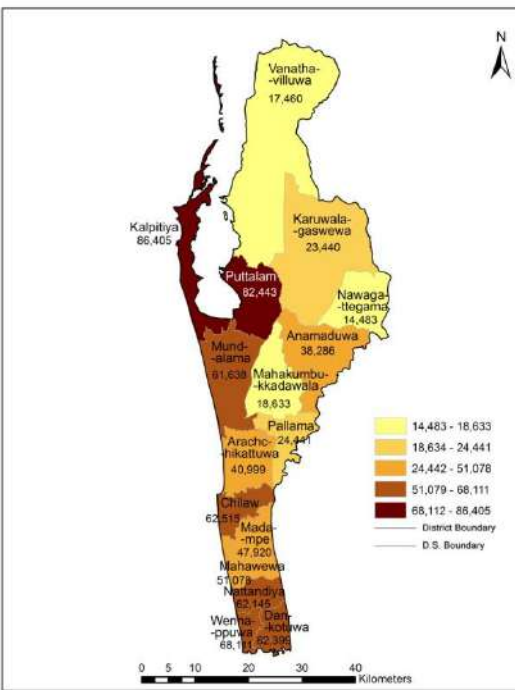 N
Vanatha-
-villuwa
17,460
Karuwala-
-gaswewa
23,440
Kalpitiya
86,405
Puttalam
82,443
Nawaga-
-ttegama
14,483
Anamaduwa
38,286
Mund-
-alama
61,638
Mahakumbu-
-kkadawala
18,633
Pallama
24,441
Arachc-
-hikattuwa
40,999
Chilaw
62,515
Mada-
-mpe
47,920
Mahawewa
51,078
Nattandiya
62,145
Wenna-
-ppuwa
68,111
Dan-
-kotuwa
62,399
14,483 - 18,633
18,634 - 24,441
24,442 - 51,078
51,079 - 68,111
68,112 - 86,405
District Boundary
D.S. Boundary
0 5 10 20 30 40
Kilometers